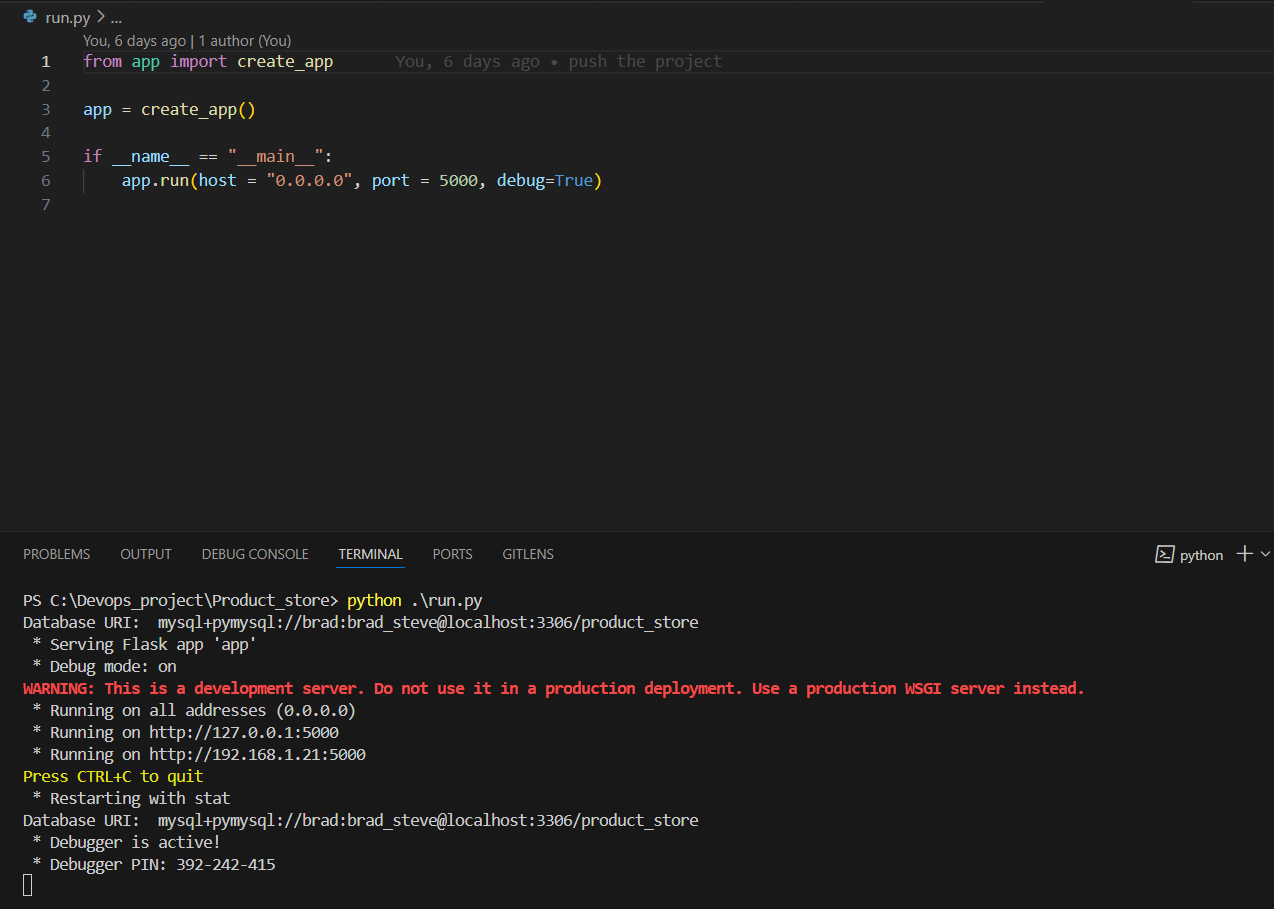 run.py > ...
You, 6 days ago | 1 author (You)
1 from app import create_app You, 6 days ago • push the project
2
3 app = create_app()
4
5 if __name__ == "__main__":
6 app.run(host = "0.0.0.0", port = 5000, debug=True)
7
PROBLEMS OUTPUT DEBUG CONSOLE TERMINAL PORTS GITLENS python
PS C:\Devops_project\Product_store> python .\run.py
Database URI:  mysql+pymysql://brad:brad_steve@localhost:3306/product_store
 * Serving Flask app 'app'
 * Debug mode: on
WARNING: This is a development server. Do not use it in a production deployment. Use a production WSGI server instead.
 * Running on all addresses (0.0.0.0)
 * Running on http://127.0.0.1:5000
 * Running on http://192.168.1.21:5000
Press CTRL+C to quit
 * Restarting with stat
Database URI:  mysql+pymysql://brad:brad_steve@localhost:3306/product_store
 * Debugger is active!
 * Debugger PIN: 392-242-415